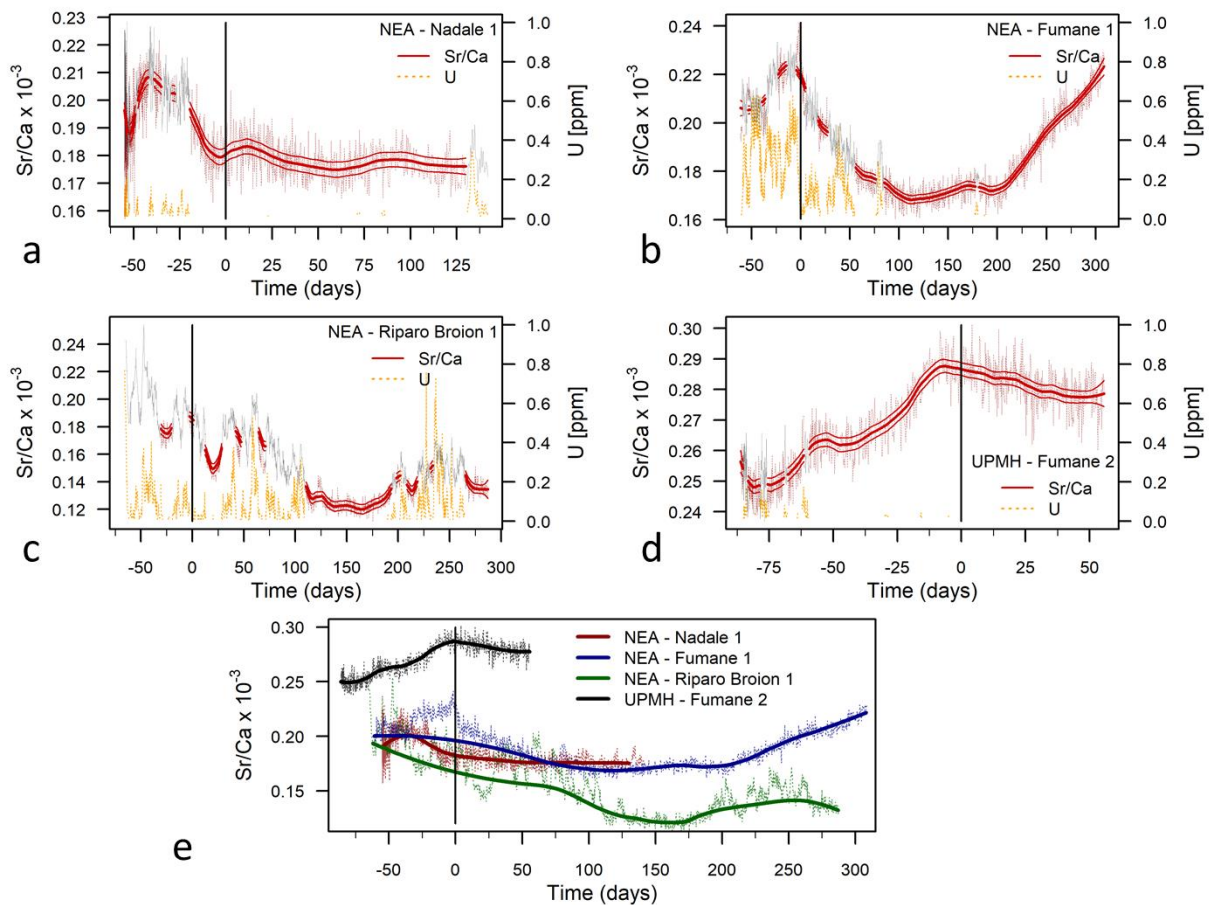 NEA - Nadale 1
Sr/Ca
U
Sr/Ca x 10⁻³
0.23
0.21
0.20
0.18
0.17
0.16
U [ppm]
1.0
0.8
0.6
0.4
0.2
0.0
-50 -25 0 25 50 75 100 125
Time (days)
a
NEA - Fumane 1
Sr/Ca
U
Sr/Ca x 10⁻³
0.24
0.22
0.20
0.18
0.16
U [ppm]
1.0
0.8
0.6
0.4
0.2
0.0
-50 0 50 100 150 200 250 300
Time (days)
b
NEA - Riparo Broion 1
Sr/Ca
U
Sr/Ca x 10⁻³
0.24
0.22
0.20
0.18
0.16
0.14
0.12
U [ppm]
1.0
0.8
0.6
0.4
0.2
0.0
-50 0 50 100 150 200 250 300
Time (days)
c
UPMH - Fumane 2
Sr/Ca
U
Sr/Ca x 10⁻³
0.30
0.29
0.28
0.26
0.25
0.24
U [ppm]
1.0
0.8
0.6
0.4
0.2
0.0
-75 -50 -25 0 25 50
Time (days)
d
NEA - Nadale 1
NEA - Fumane 1
NEA - Riparo Broion 1
UPMH - Fumane 2
Sr/Ca x 10⁻³
0.30
0.25
0.20
0.15
-50 0 50 100 150 200 250 300
Time (days)
e